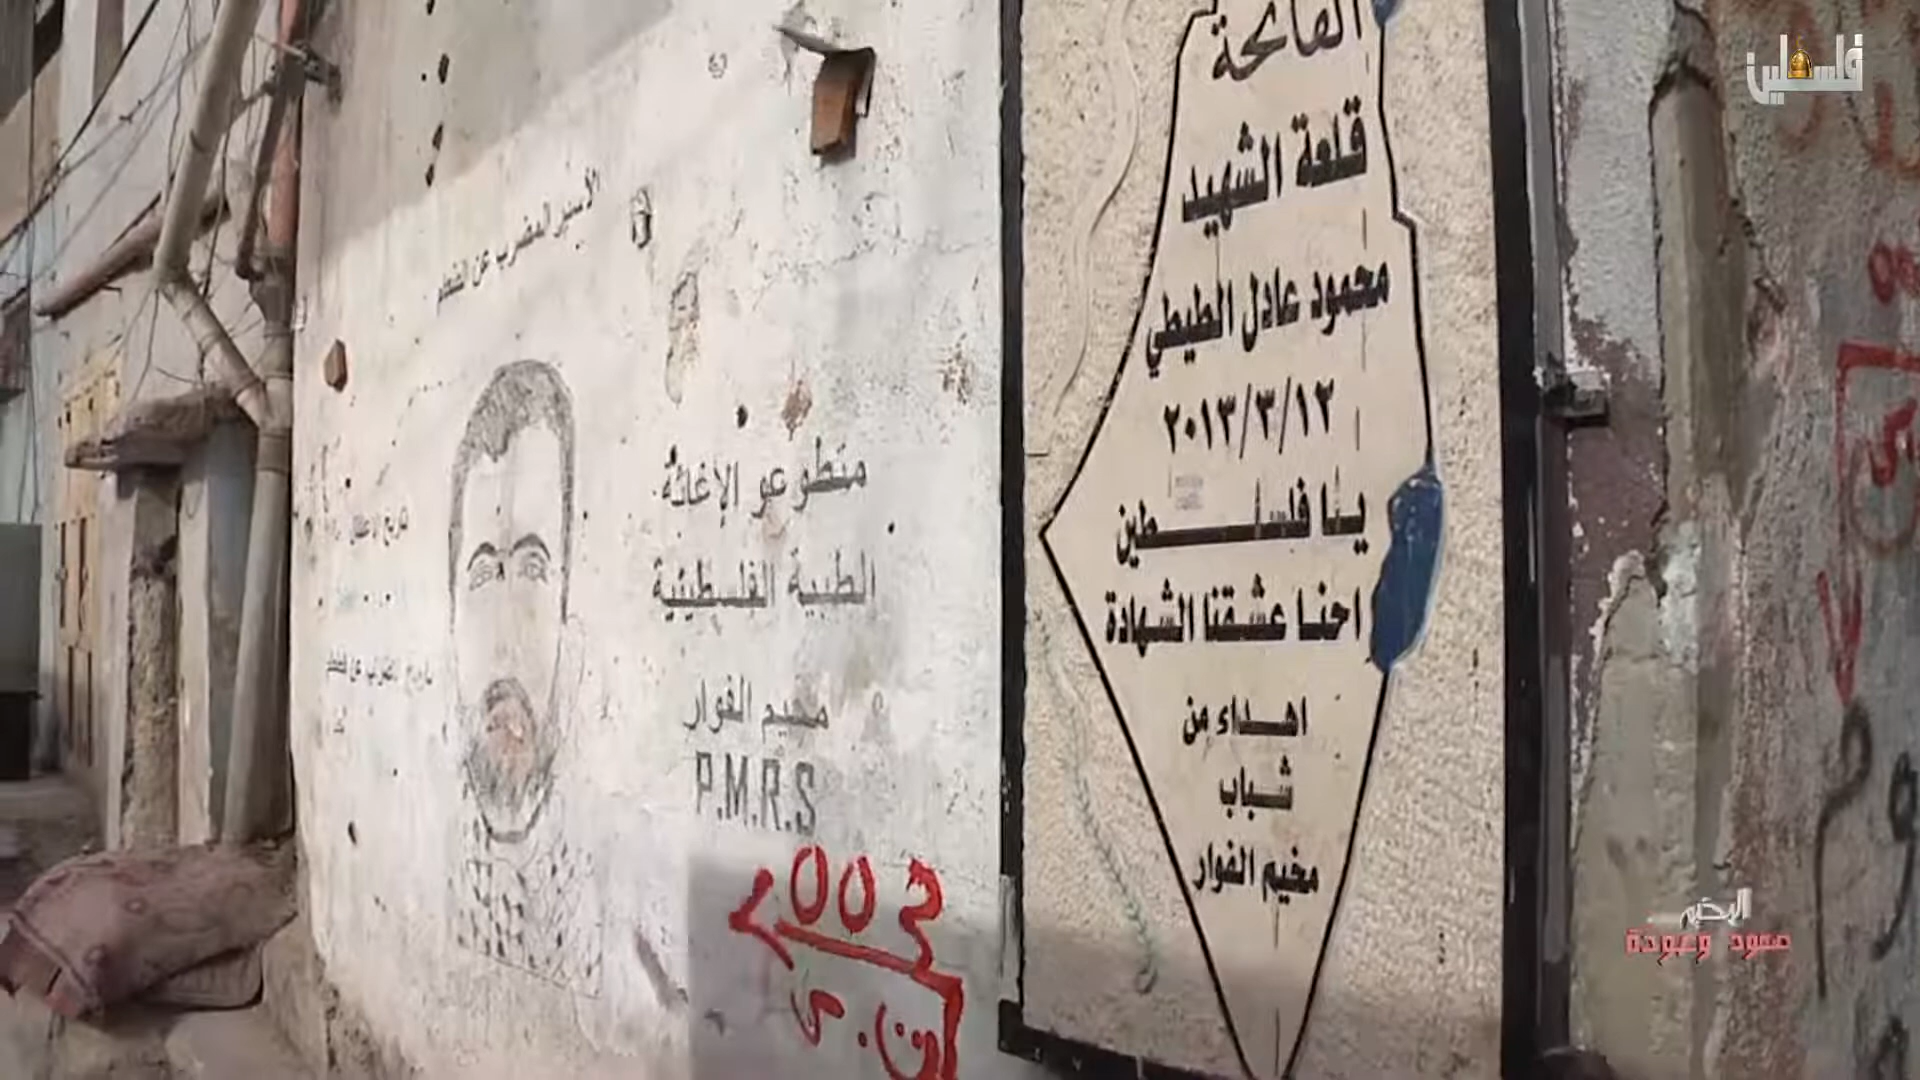 فلسطين
الفاتحة
قلعة الشهيد
محمود عادل الطيطي
٢٠١٣/٣/١٢
يا فلسطين
احنا عشقنا الشهادة
اهداء من
شباب
مخيم الفوار
الأسير المضرب عن الطعام
متطوعو الإغاثة
الطبية الفلسطينية
مخيم الفوار
P.M.R.S
المخيم
صمود وعودة